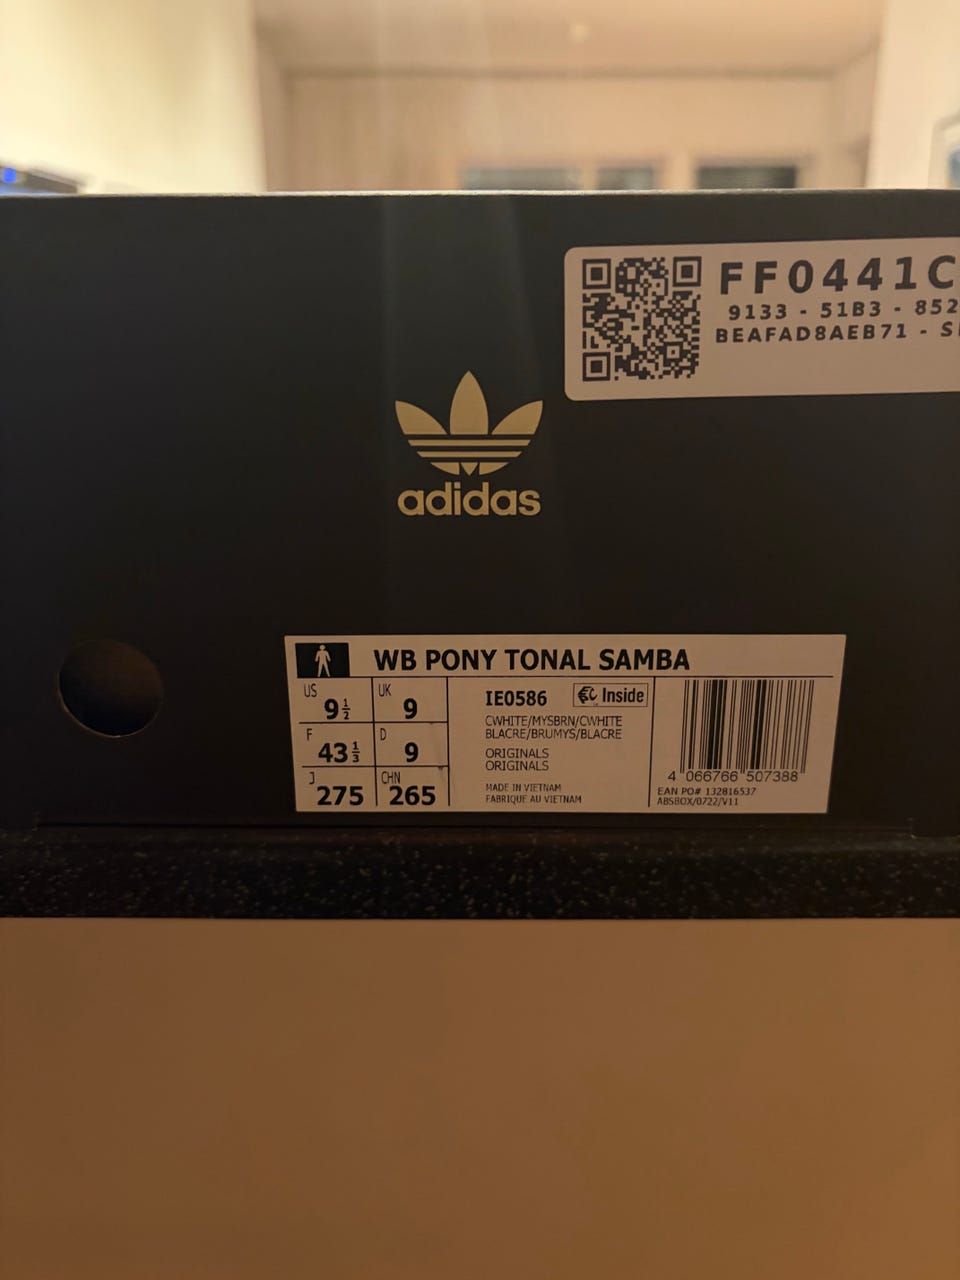 FF0441C
9133 - 51B3 - 852
BEAFAD8AEB71 -
adidas
WB PONY TONAL SAMBA
US 9½ UK 9
F 43⅓ D 9
J 275 CHN 265
IE0586
Inside
CWHITE/MYSBRN/CWHITE
BLACRE/BRUMYS/BLACRE
ORIGINALS
ORIGINALS
MADE IN VIETNAM
FABRIQUE AU VIETNAM
4 066766 507388
EAN PO# 132816537
ABSBOX/0722/V11